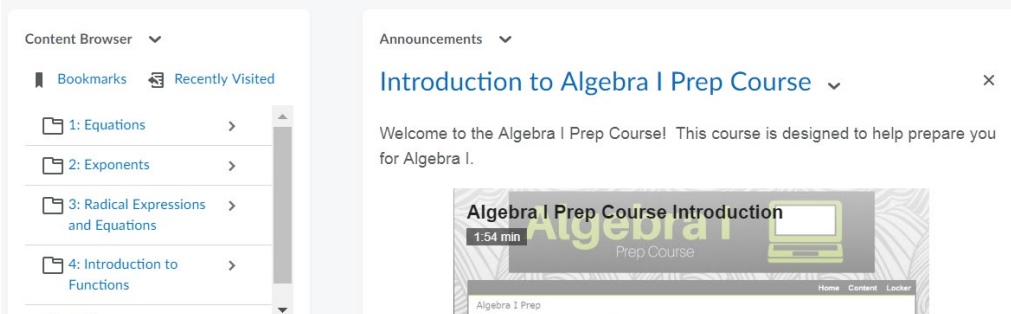 Content Browser
Bookmarks
Recently Visited
1: Equations
2: Exponents
3: Radical Expressions
and Equations
4: Introduction to
Functions
Announcements
Introduction to Algebra I Prep Course
Welcome to the Algebra I Prep Course! This course is designed to help prepare you
for Algebra I.
Algebra I Prep Course Introduction
1:54 min
Algebra I
Prep Course
Home Content Locker
Algebra I Prep